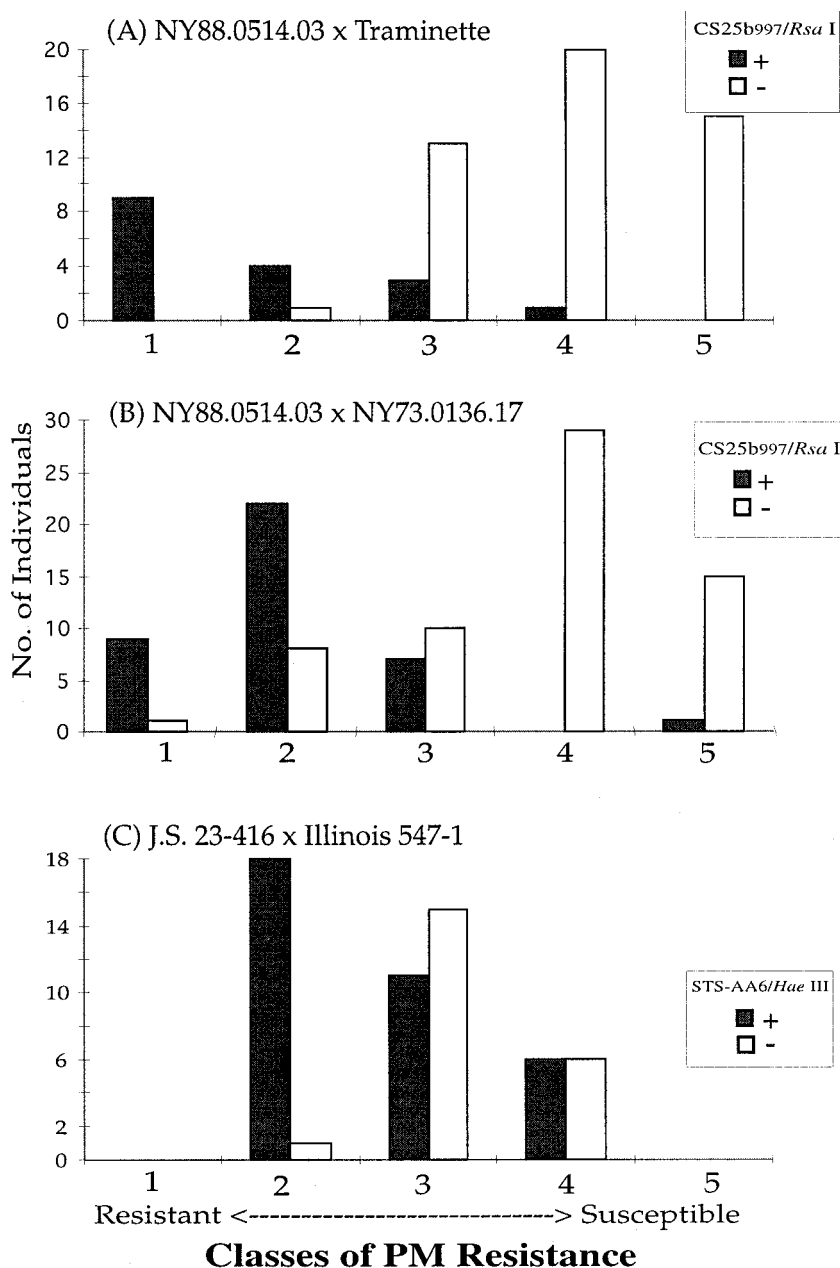 (A) NY88.0514.03 x Traminette
CS25b997/Rsa I
+
-
20
16
12
8
4
0
1 2 3 4 5
(B) NY88.0514.03 x NY73.0136.17
CS25b997/Rsa I
+
-
30
25
20
15
10
5
0
1 2 3 4 5
No. of Individuals
(C) J.S. 23-416 x Illinois 547-1
STS-AA6/Hae III
+
-
18
14
10
6
2
0
1 2 3 4 5
Resistant <----------------------------> Susceptible
Classes of PM Resistance